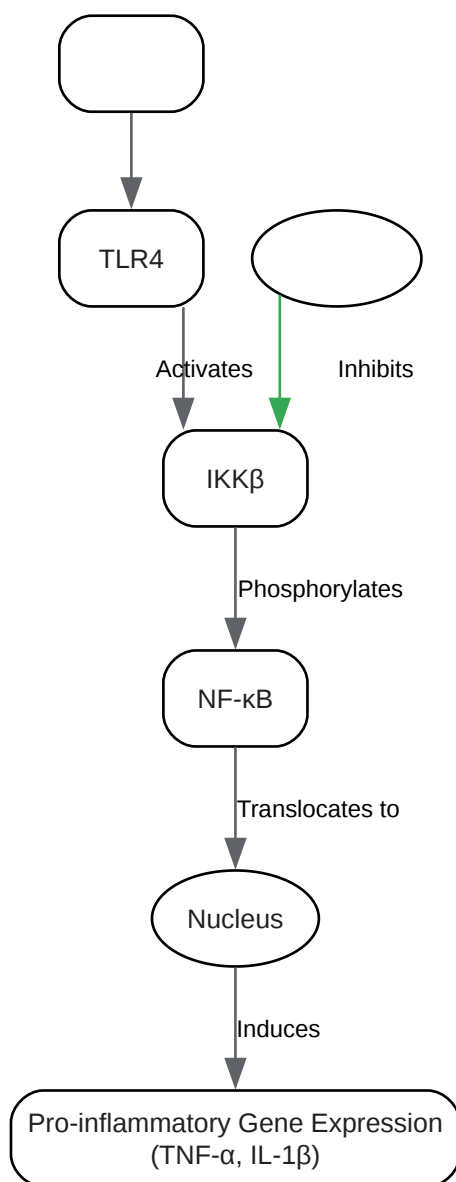 TLR4
Activates
Inhibits
IKKβ
Phosphorylates
NF-κB
Translocates to
Nucleus
Induces
Pro-inflammatory Gene Expression
(TNF-α, IL-1β)